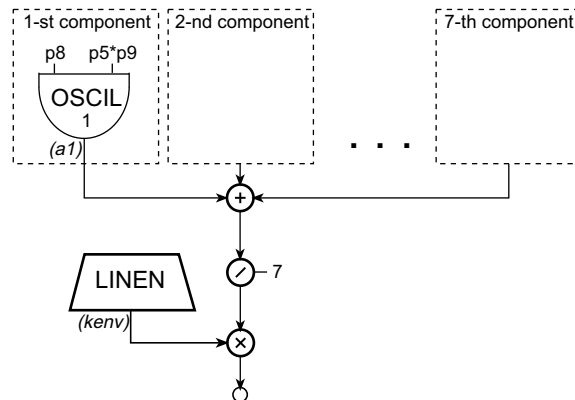 1-st component
2-nd component
7-th component
p8
p5*p9
OSCIL
1
(a1)
. . .
+
7
LINEN
(kenv)
×